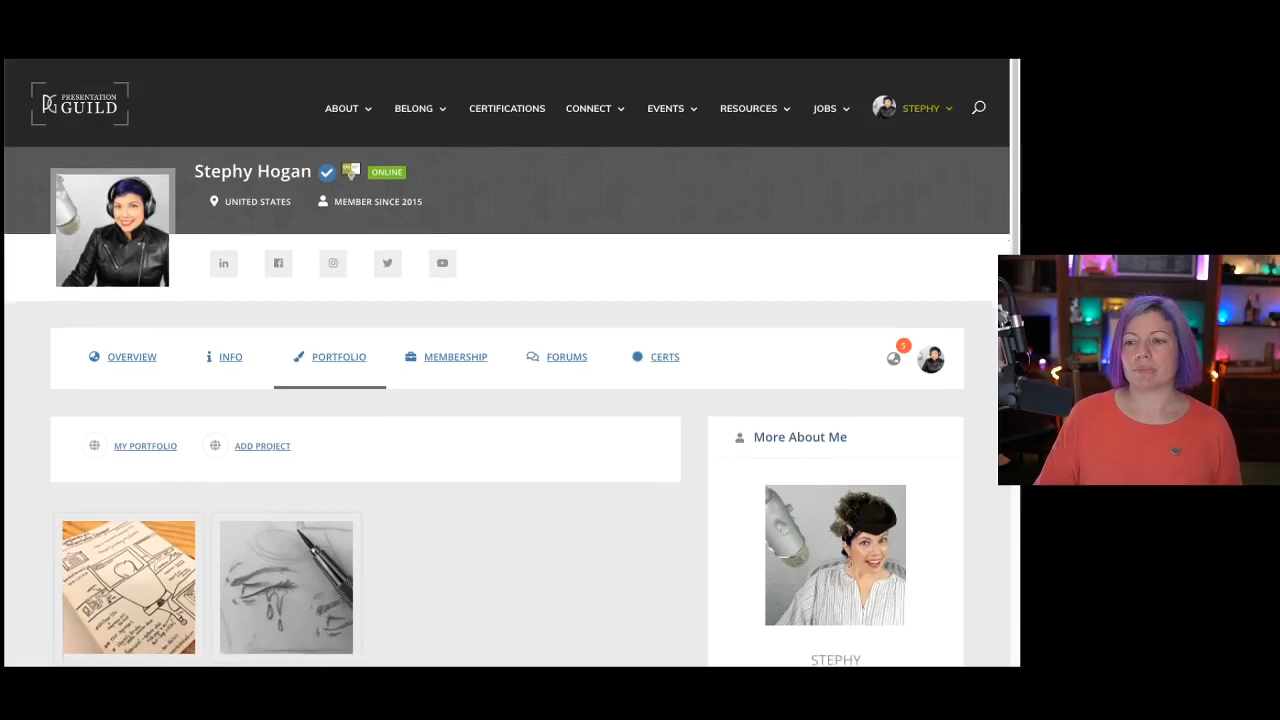 PRESENTATION
GUILD
ABOUT
BELONG
CERTIFICATIONS
CONNECT
EVENTS
RESOURCES
JOBS
STEPHY
Stephy Hogan
ONLINE
UNITED STATES
MEMBER SINCE 2015
OVERVIEW
INFO
PORTFOLIO
MEMBERSHIP
FORUMS
CERTS
5
MY PORTFOLIO
ADD PROJECT
More About Me
STEPHY